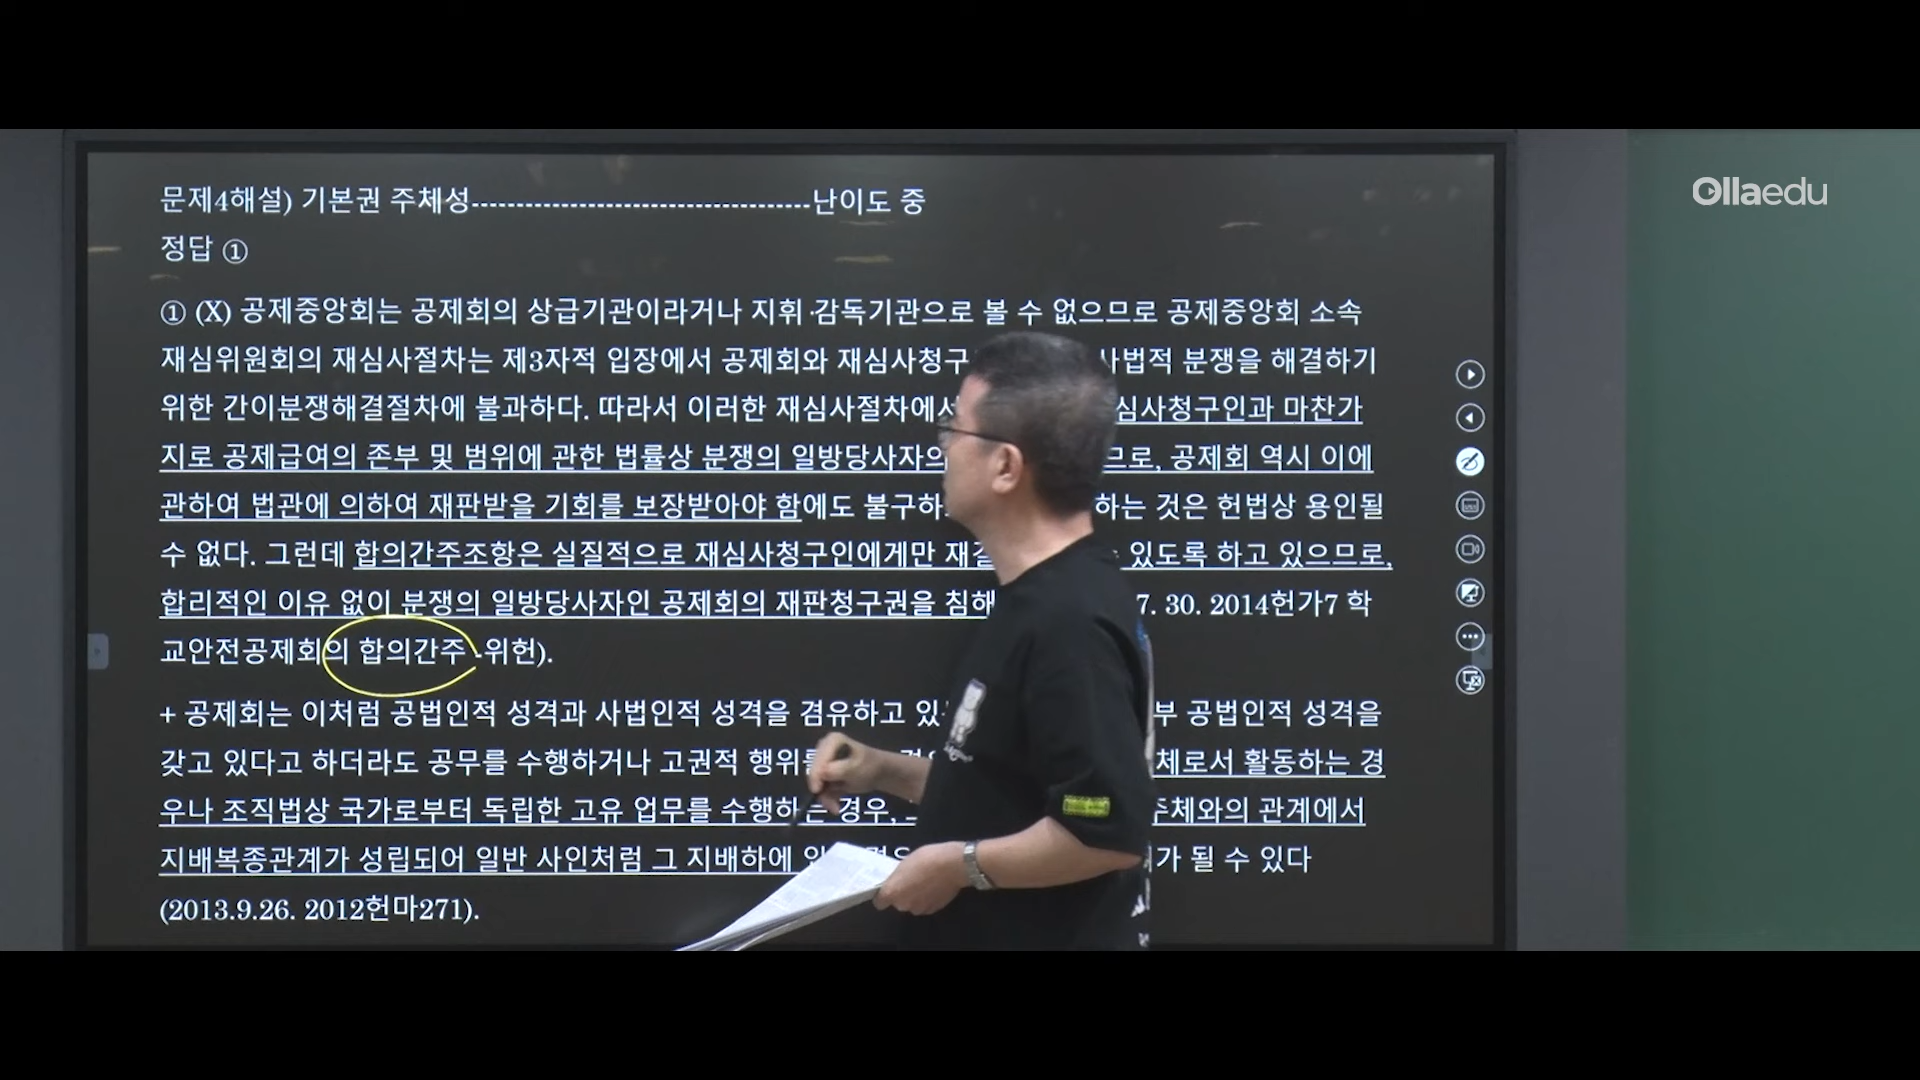 Ollaedu
문제4해설) 기본권 주체성--------------------------------------난이도 중
정답 ①
① (X) 공제중앙회는 공제회의 상급기관이라거나 지휘·감독기관으로 볼 수 없으므로 공제중앙회 소속
재심위원회의 재심사절차는 제3자적 입장에서 공제회와 재심사청구 사법적 분쟁을 해결하기
위한 간이분쟁해결절차에 불과하다. 따라서 이러한 재심사절차에서 심사청구인과 마찬가
지로 공제급여의 존부 및 범위에 관한 법률상 분쟁의 일방당사자의 므로, 공제회 역시 이에
관하여 법관에 의하여 재판받을 기회를 보장받아야 함에도 불구하 하는 것은 헌법상 용인될
수 없다. 그런데 합의간주조항은 실질적으로 재심사청구인에게만 재결 있도록 하고 있으므로,
합리적인 이유 없이 분쟁의 일방당사자인 공제회의 재판청구권을 침해 7. 30. 2014헌가7 학
교안전공제회의 합의간주 -위헌).
+ 공제회는 이처럼 공법인적 성격과 사법인적 성격을 겸유하고 있 부 공법인적 성격을
갖고 있다고 하더라도 공무를 수행하거나 고권적 행위를 체로서 활동하는 경
우나 조직법상 국가로부터 독립한 고유 업무를 수행하는 경우, 주체와의 관계에서
지배복종관계가 성립되어 일반 사인처럼 그 지배하에 가 될 수 있다
(2013.9.26. 2012헌마271).